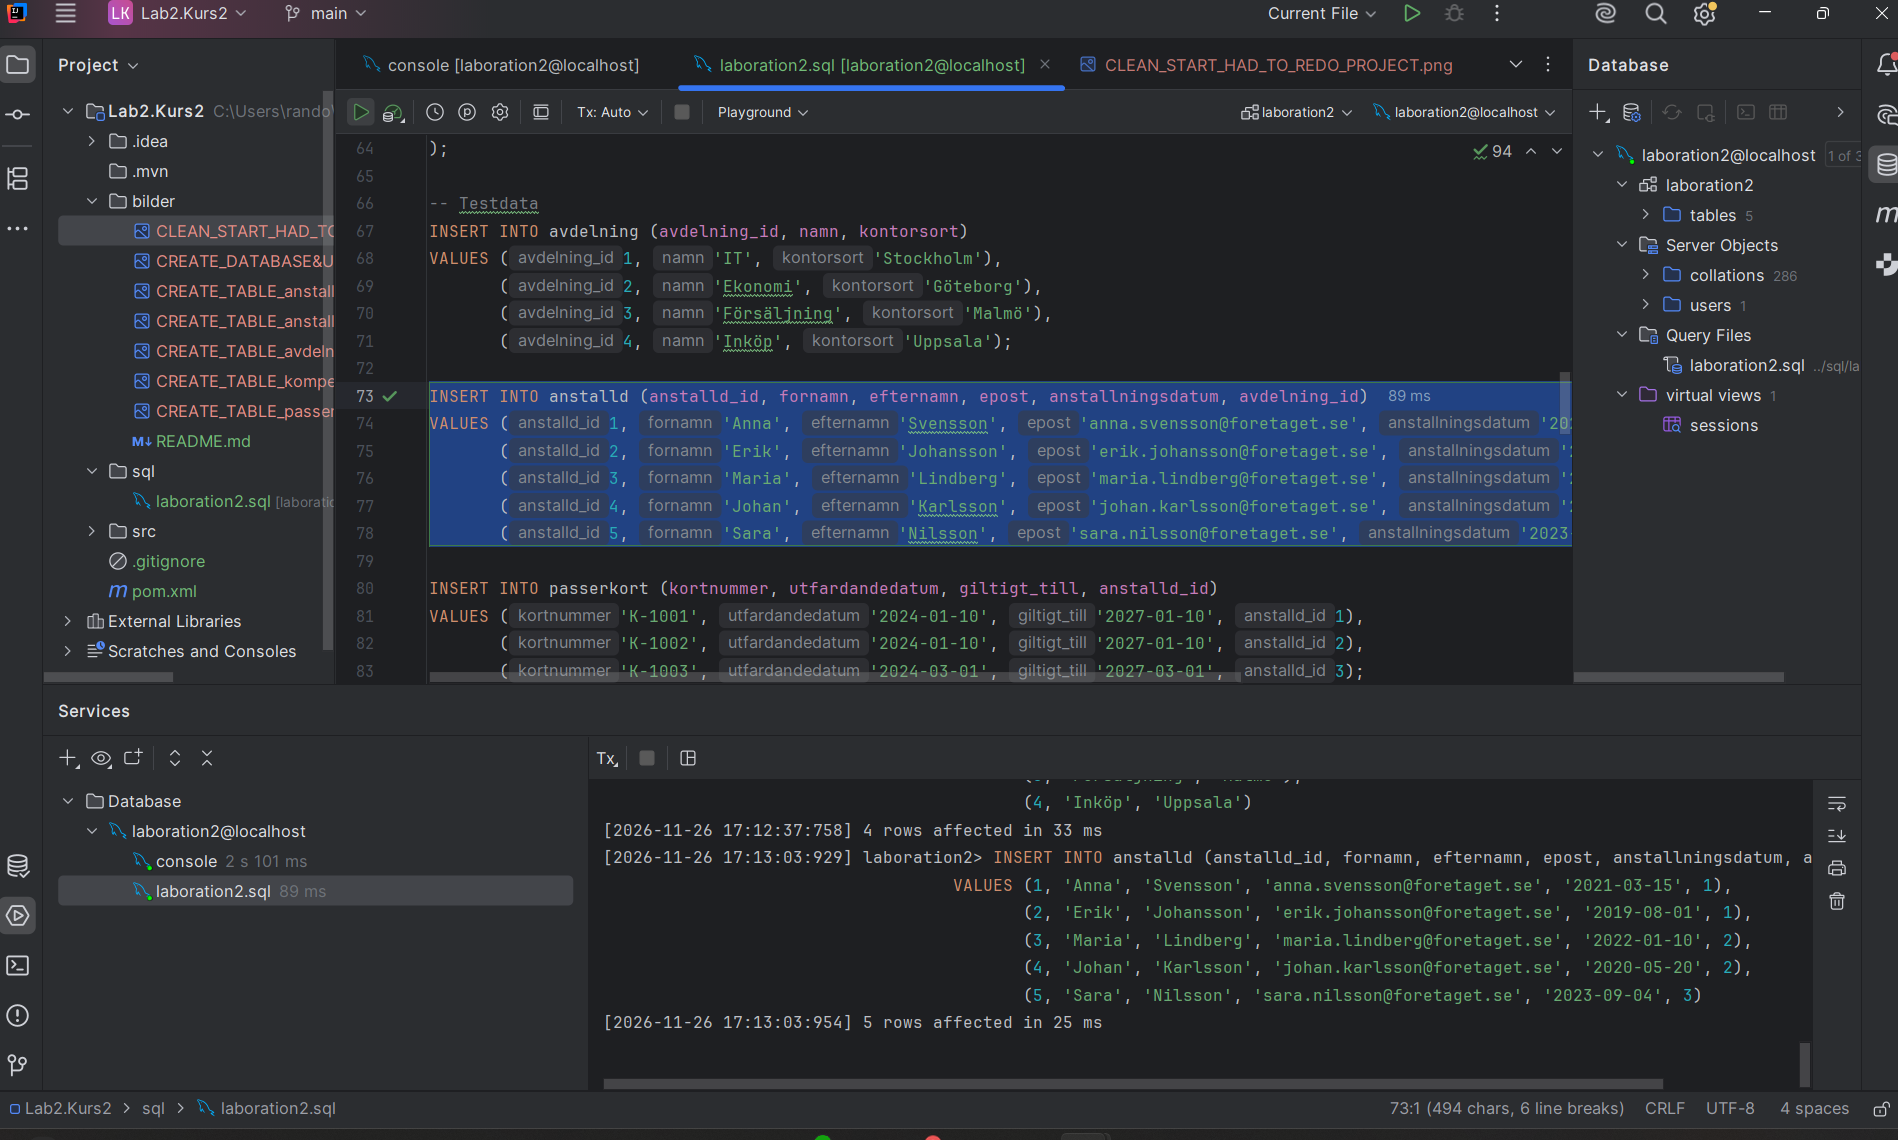 LK Lab2.Kurs2 main Current File
Project
console [laboration2@localhost] laboration2.sql [laboration2@localhost] CLEAN_START_HAD_TO_REDO_PROJECT.png
Database
Lab2.Kurs2 C:\Users\rando
.idea
.mvn
bilder
CLEAN_START_HAD_TO
CREATE_DATABASE&U
CREATE_TABLE_anstal
CREATE_TABLE_anstal
CREATE_TABLE_avdeln
CREATE_TABLE_kompe
CREATE_TABLE_passer
M↓ README.md
sql
laboration2.sql [laboratio
src
.gitignore
m pom.xml
External Libraries
Scratches and Consoles
Tx: Auto Playground laboration2 laboration2@localhost
94
64 );
65
66 -- Testdata
67 INSERT INTO avdelning (avdelning_id, namn, kontorsort)
68 VALUES ( avdelning_id 1, namn 'IT', kontorsort 'Stockholm'),
69 ( avdelning_id 2, namn 'Ekonomi', kontorsort 'Göteborg'),
70 ( avdelning_id 3, namn 'Försäljning', kontorsort 'Malmö'),
71 ( avdelning_id 4, namn 'Inköp', kontorsort 'Uppsala');
72
73 INSERT INTO anstalld (anstalld_id, fornamn, efternamn, epost, anstallningsdatum, avdelning_id) 89 ms
74 VALUES ( anstalld_id 1, fornamn 'Anna', efternamn 'Svensson', epost 'anna.svensson@foretaget.se', anstallningsdatum '20
75 ( anstalld_id 2, fornamn 'Erik', efternamn 'Johansson', epost 'erik.johansson@foretaget.se', anstallningsdatum '
76 ( anstalld_id 3, fornamn 'Maria', efternamn 'Lindberg', epost 'maria.lindberg@foretaget.se', anstallningsdatum '
77 ( anstalld_id 4, fornamn 'Johan', efternamn 'Karlsson', epost 'johan.karlsson@foretaget.se', anstallningsdatum '
78 ( anstalld_id 5, fornamn 'Sara', efternamn 'Nilsson', epost 'sara.nilsson@foretaget.se', anstallningsdatum '2023
79
80 INSERT INTO passerkort (kortnummer, utfardandedatum, giltigt_till, anstalld_id)
81 VALUES ( kortnummer 'K-1001', utfardandedatum '2024-01-10', giltigt_till '2027-01-10', anstalld_id 1),
82 ( kortnummer 'K-1002', utfardandedatum '2024-01-10', giltigt_till '2027-01-10', anstalld_id 2),
83 ( kortnummer 'K-1003', utfardandedatum '2024-03-01', giltigt_till '2027-03-01', anstalld_id 3);
laboration2@localhost 1 of 3
laboration2
tables 5
Server Objects
collations 286
users 1
Query Files
laboration2.sql ../sql/la
virtual views 1
sessions
Services
Tx
Database
laboration2@localhost
console 2 s 101 ms
laboration2.sql 89 ms
(4, 'Inköp', 'Uppsala')
[2026-11-26 17:12:37:758] 4 rows affected in 33 ms
[2026-11-26 17:13:03:929] laboration2> INSERT INTO anstalld (anstalld_id, fornamn, efternamn, epost, anstallningsdatum, a
VALUES (1, 'Anna', 'Svensson', 'anna.svensson@foretaget.se', '2021-03-15', 1),
(2, 'Erik', 'Johansson', 'erik.johansson@foretaget.se', '2019-08-01', 1),
(3, 'Maria', 'Lindberg', 'maria.lindberg@foretaget.se', '2022-01-10', 2),
(4, 'Johan', 'Karlsson', 'johan.karlsson@foretaget.se', '2020-05-20', 2),
(5, 'Sara', 'Nilsson', 'sara.nilsson@foretaget.se', '2023-09-04', 3)
[2026-11-26 17:13:03:954] 5 rows affected in 25 ms
Lab2.Kurs2 > sql > laboration2.sql
73:1 (494 chars, 6 line breaks) CRLF UTF-8 4 spaces